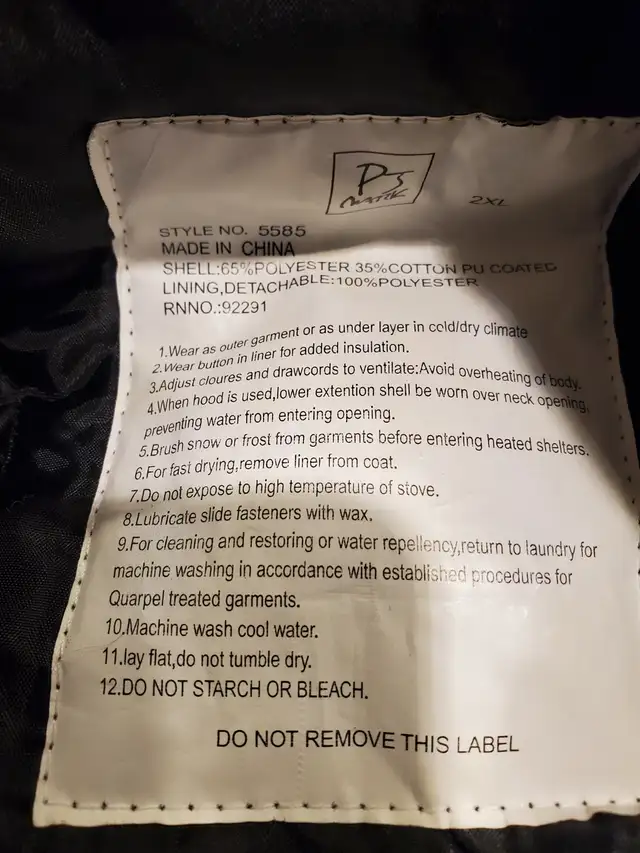 PJ
MARK
2XL
STYLE NO. 5585
MADE IN CHINA
SHELL:65%POLYESTER 35%COTTON PU COATED
LINING,DETACHABLE:100%POLYESTER
RNNO.:92291
1.Wear as outer garment or as under layer in cold/dry climate
2.Wear button in liner for added insulation.
3.Adjust cloures and drawcords to ventilate:Avoid overheating of body.
4.When hood is used,lower extention shell be worn over neck opening,
preventing water from entering opening.
5.Brush snow or frost from garments before entering heated shelters.
6.For fast drying,remove liner from coat.
7.Do not expose to high temperature of stove.
8.Lubricate slide fasteners with wax.
9.For cleaning and restoring or water repellency,return to laundry for
machine washing in accordance with established procedures for
Quarpel treated garments.
10.Machine wash cool water.
11.lay flat,do not tumble dry.
12.DO NOT STARCH OR BLEACH.
DO NOT REMOVE THIS LABEL